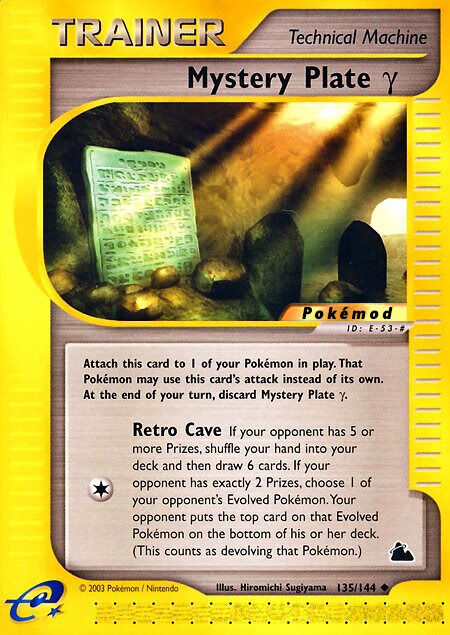 TRAINER
Technical Machine
Mystery Plate γ
Pokémod
ID: E-53-#
Attach this card to 1 of your Pokémon in play. That
Pokémon may use this card's attack instead of its own.
At the end of your turn, discard Mystery Plate γ.
Retro Cave If your opponent has 5 or
more Prizes, shuffle your hand into your
deck and then draw 6 cards. If your
opponent has exactly 2 Prizes, choose 1 of
your opponent's Evolved Pokémon. Your
opponent puts the top card on that Evolved
Pokémon on the bottom of his or her deck.
(This counts as devolving that Pokémon.)
© 2003 Pokémon / Nintendo
Illus. Hiromichi Sugiyama
135/144 ◆
e